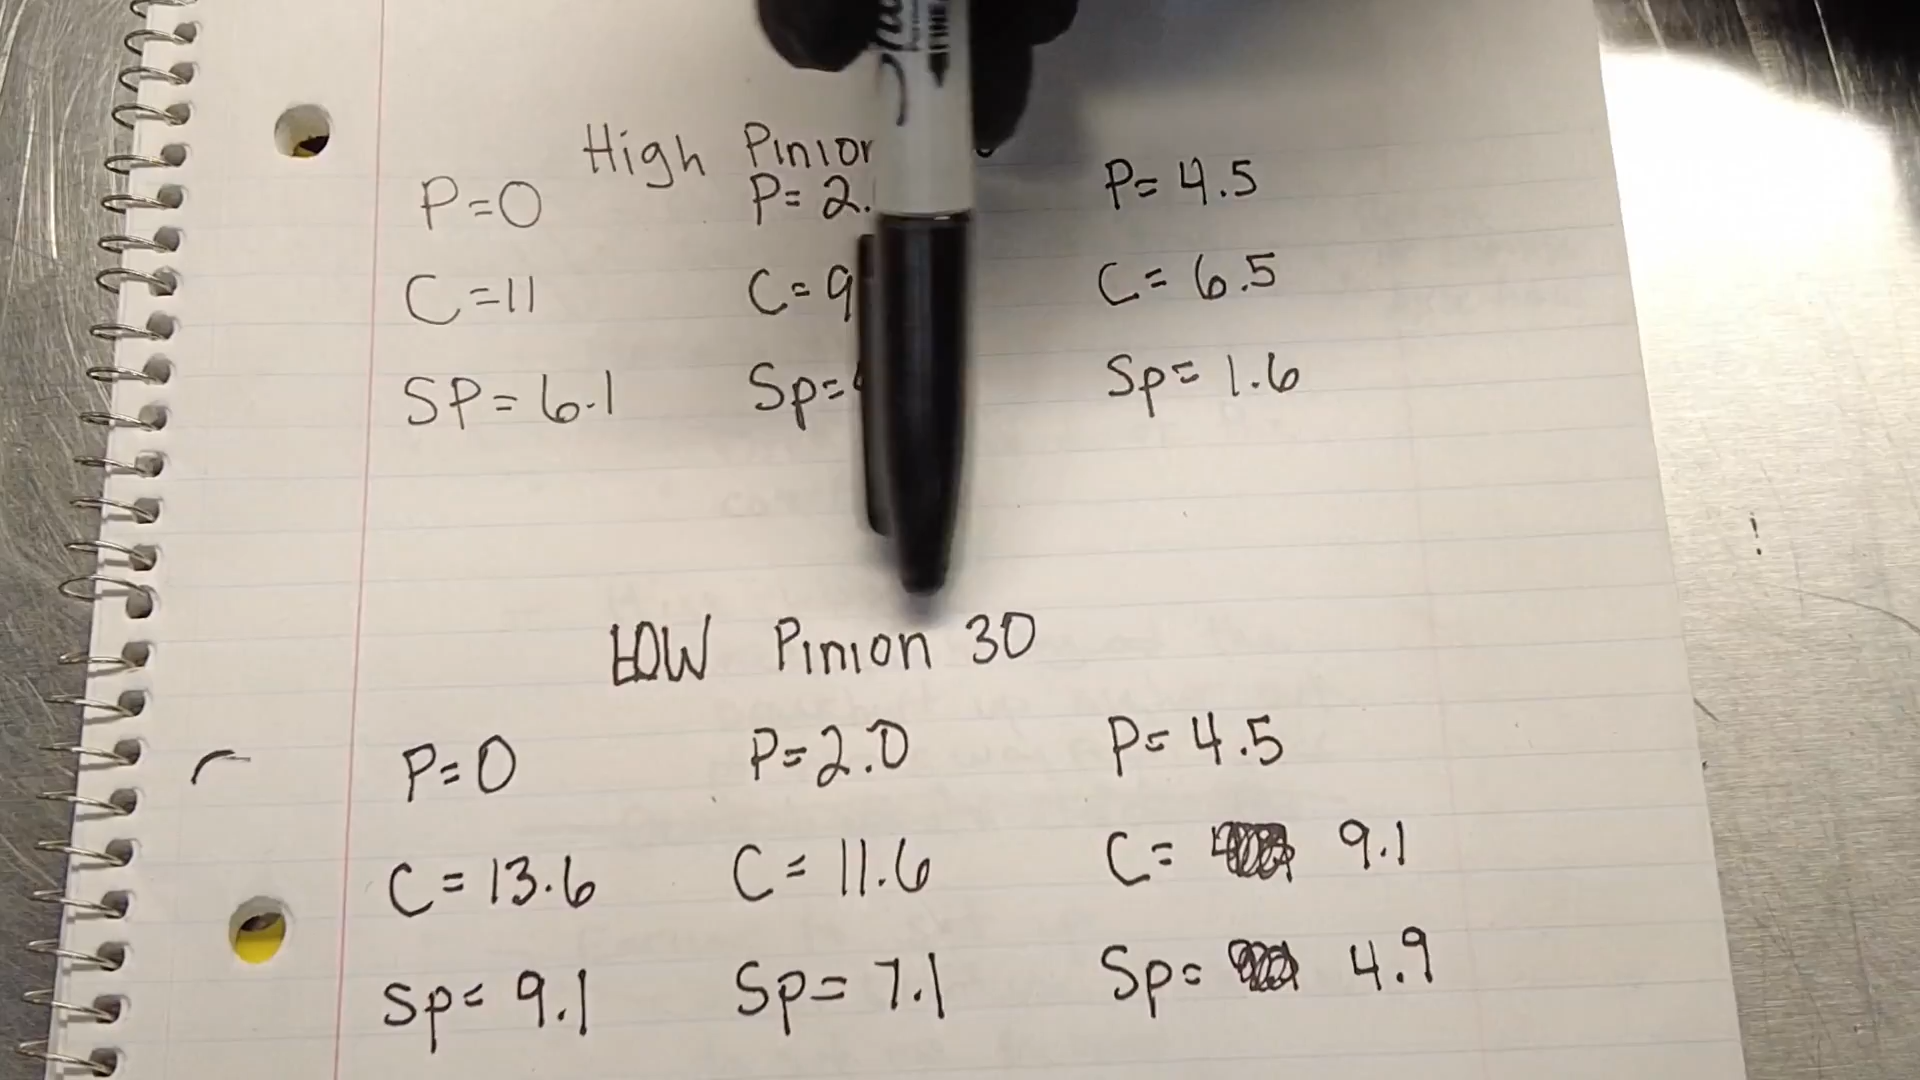 High Pinion
P=0 P=2. P=4.5
C=11 C=9 C=6.5
SP=6.1 Sp= Sp=1.6
LOW Pinion 30
P=0 P=2.0 P=4.5
C=13.6 C=11.6 C= 9.1
Sp=9.1 Sp=7.1 Sp= 4.9